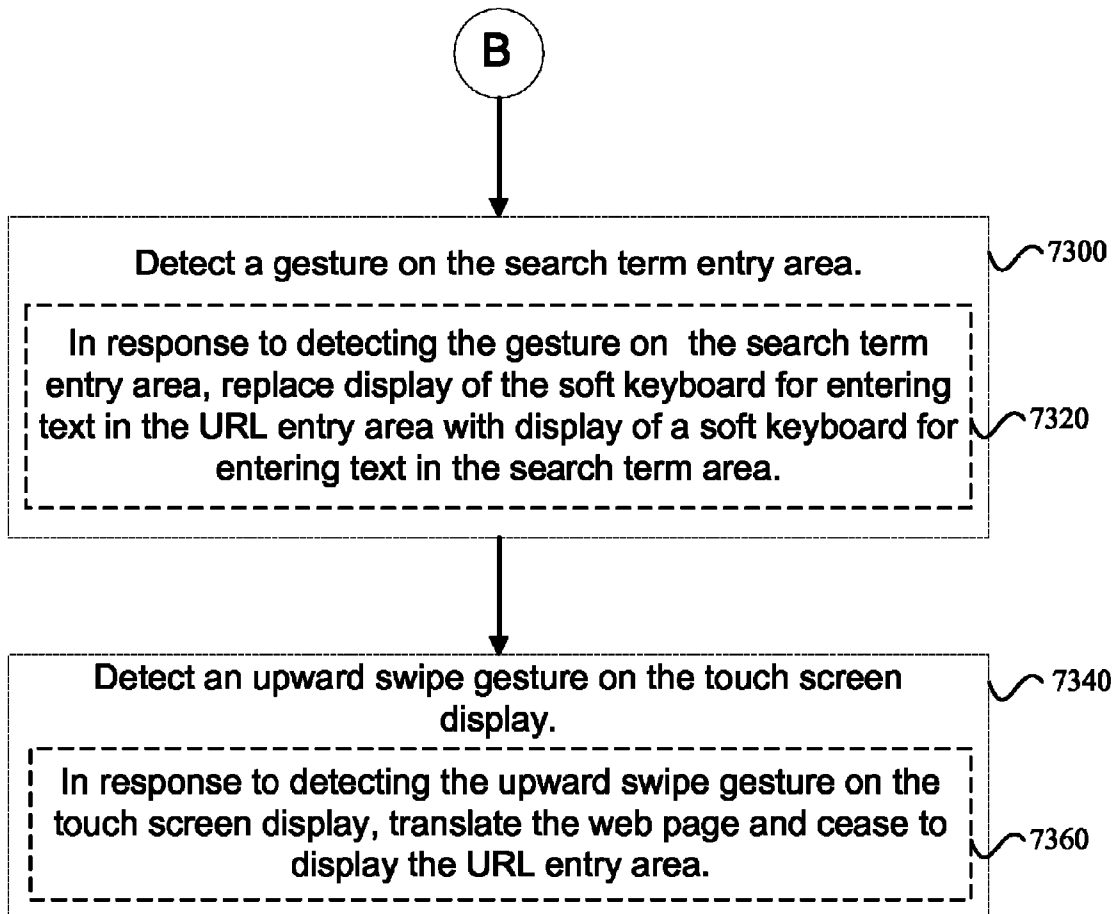 B
Detect a gesture on the search term entry area.
7300
In response to detecting the gesture on the search term
entry area, replace display of the soft keyboard for entering
text in the URL entry area with display of a soft keyboard for
entering text in the search term area.
7320
Detect an upward swipe gesture on the touch screen
display.
7340
In response to detecting the upward swipe gesture on the
touch screen display, translate the web page and cease to
display the URL entry area.
7360